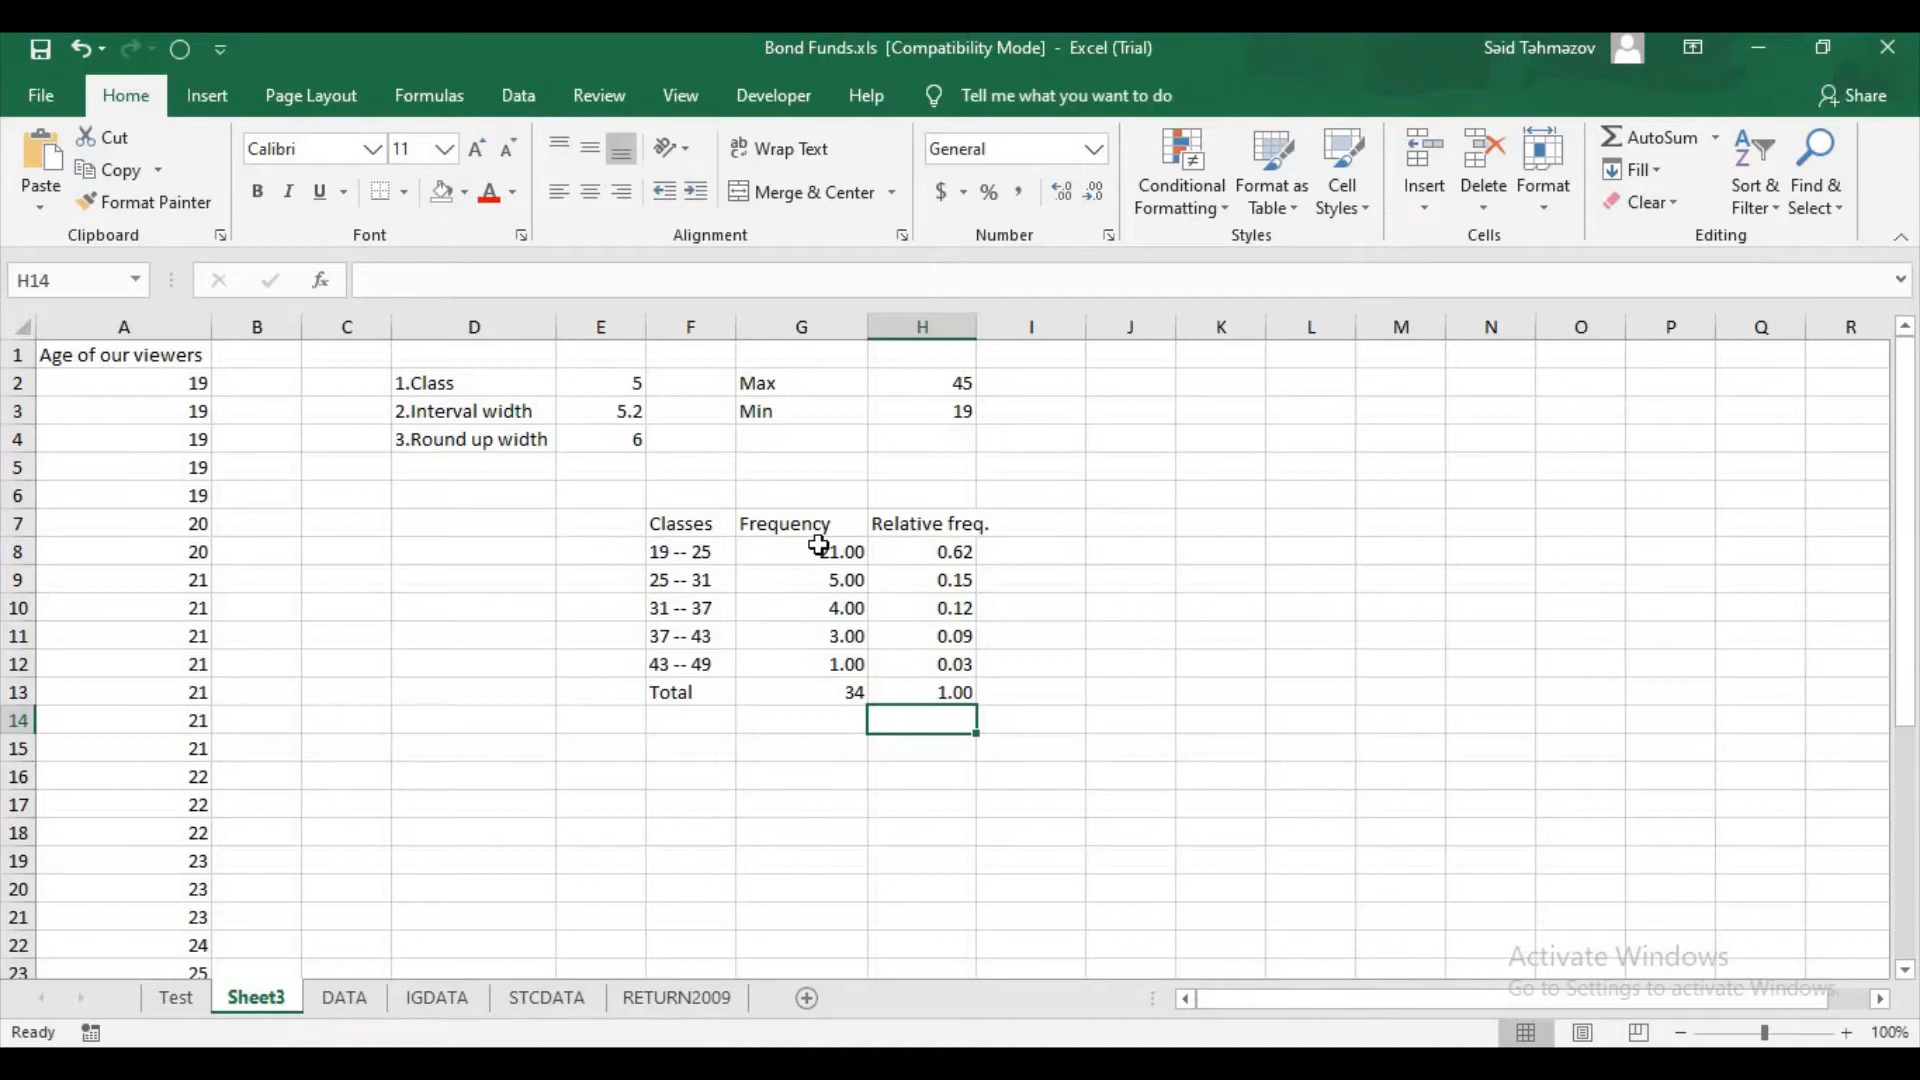 Bond Funds.xls [Compatibility Mode] - Excel (Trial)
Səid Təhməzov
File Home Insert Page Layout Formulas Data Review View Developer Help Tell me what you want to do Share
Paste
Cut
Copy
Format Painter
Clipboard
Calibri 11
B I U A
Font
Wrap Text
Merge & Center
Alignment
General
$ % ,
Number
Conditional Formatting
Format as Table
Cell Styles
Styles
Insert Delete Format
Cells
AutoSum
Fill
Clear
Sort & Filter
Find & Select
Editing
H14 fx
A B C D E F G H I J K L M N O P Q R
1 Age of our viewers
2 19 1.Class 5 Max 45
3 19 2.Interval width 5.2 Min 19
4 19 3.Round up width 6
5 19
6 19
7 20 Classes Frequency Relative freq.
8 20 19 -- 25 21.00 0.62
9 21 25 -- 31 5.00 0.15
10 21 31 -- 37 4.00 0.12
11 21 37 -- 43 3.00 0.09
12 21 43 -- 49 1.00 0.03
13 21 Total 34 1.00
14 21
15 21
16 22
17 22
18 22
19 23
20 23
21 23
22 24
23 25
Activate Windows
Go to Settings to activate Windows.
Test Sheet3 DATA IGDATA STCDATA RETURN2009
Ready 100%